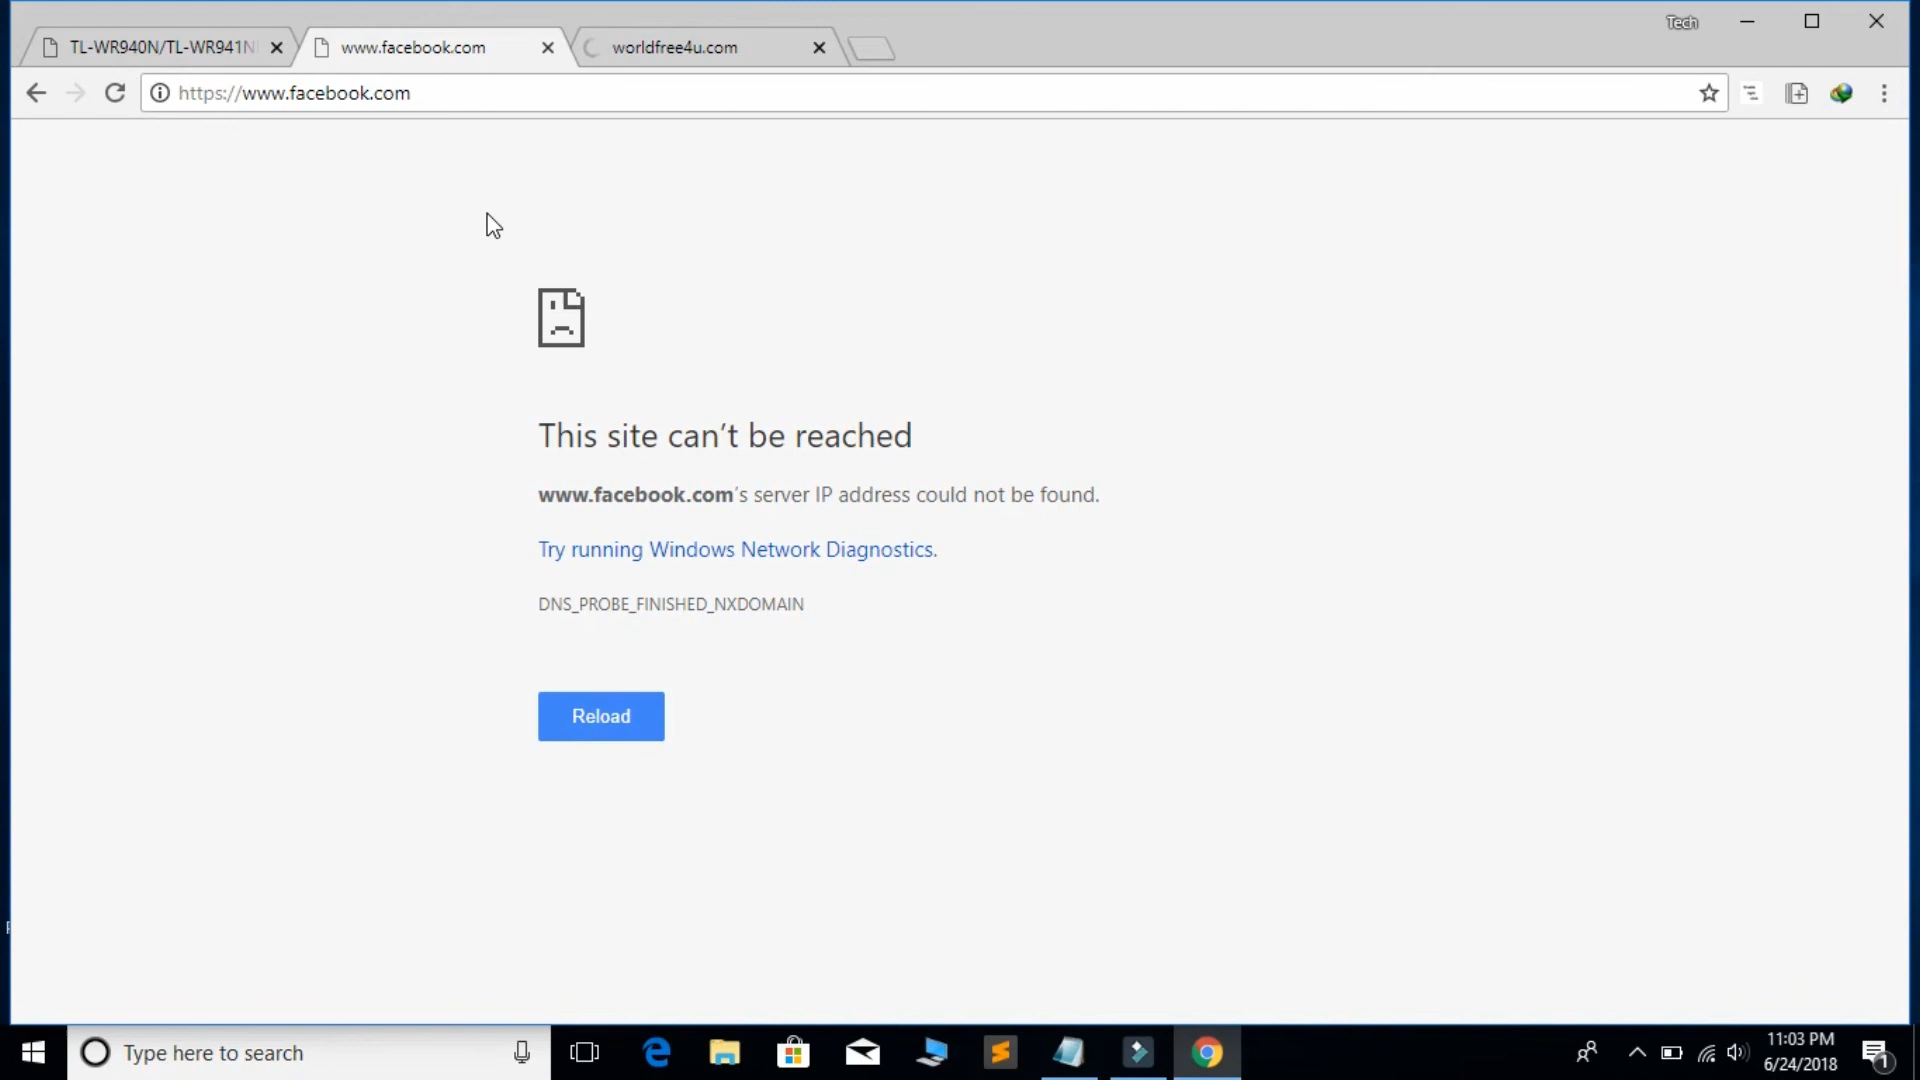 Tech
TL-WR940N/TL-WR941N
www.facebook.com
worldfree4u.com
https://www.facebook.com
This site can’t be reached
www.facebook.com’s server IP address could not be found.
Try running Windows Network Diagnostics.
DNS_PROBE_FINISHED_NXDOMAIN
Reload
Type here to search
11:03 PM
6/24/2018
1